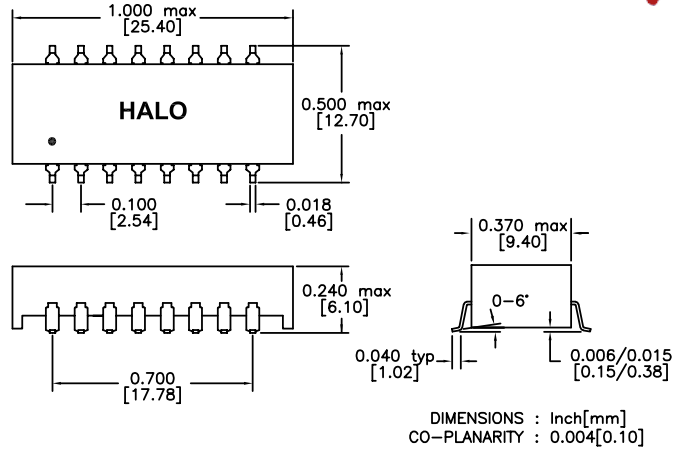 1.000 max
[25.40]
HALO
0.500 max
[12.70]
0.100
[2.54]
0.018
[0.46]
0.370 max
[9.40]
0.240 max
[6.10]
0-6°
0.040 typ
[1.02]
0.006/0.015
[0.15/0.38]
0.700
[17.78]
DIMENSIONS : Inch[mm]
CO-PLANARITY : 0.004[0.10]